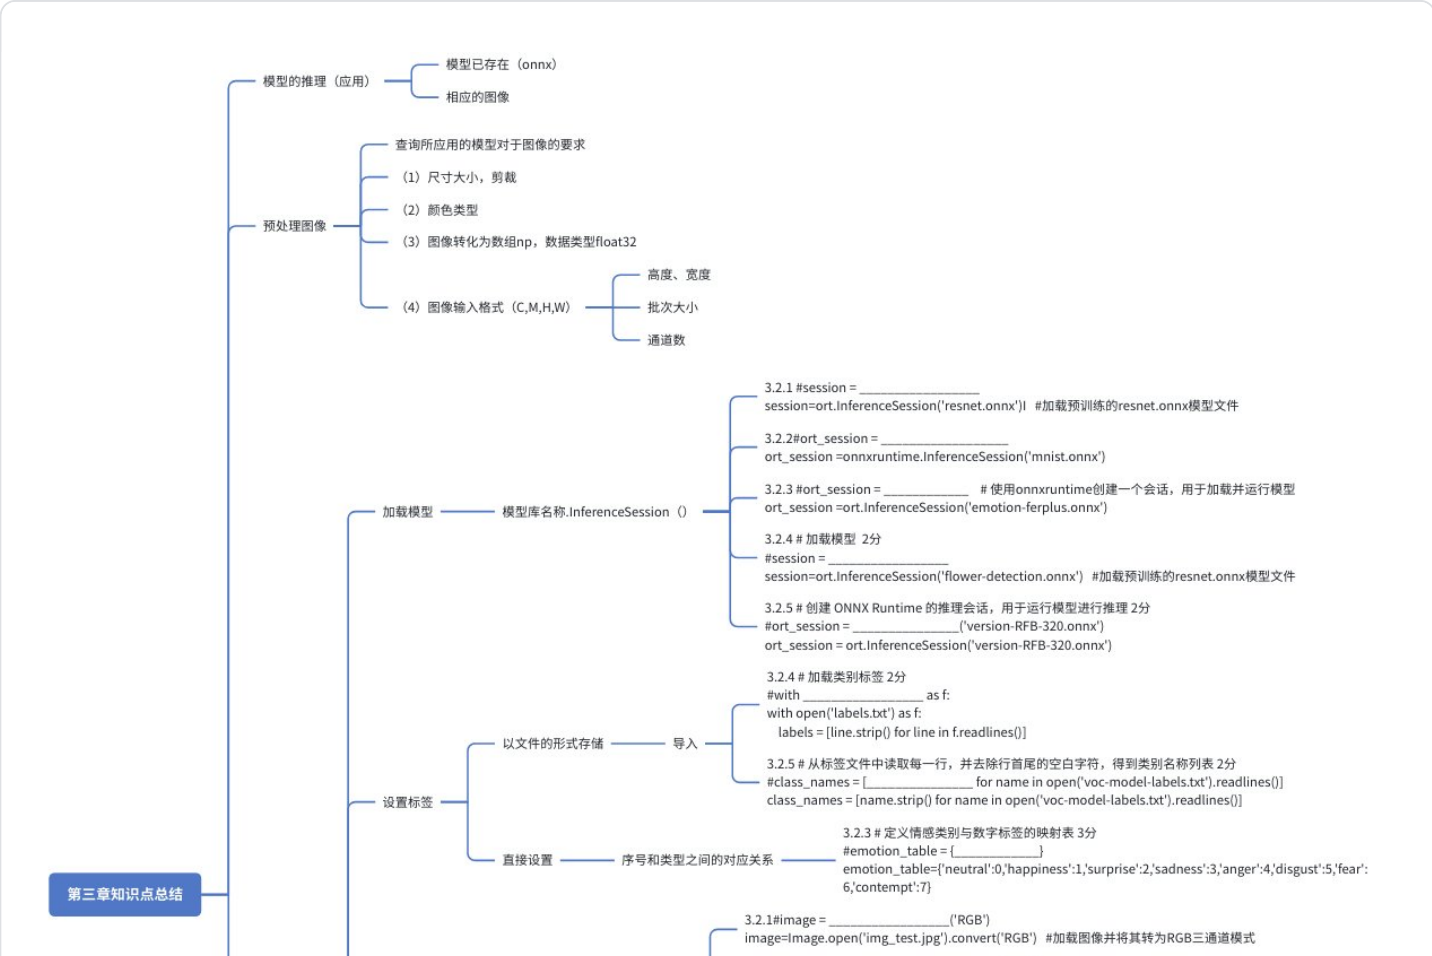 模型的推理（应用）
模型已存在（onnx）
相应的图像
预处理图像
查询所应用的模型对于图像的要求
（1）尺寸大小，剪裁
（2）颜色类型
（3）图像转化为数组np，数据类型float32
（4）图像输入格式（C,M,H,W）
高度、宽度
批次大小
通道数
加载模型
模型库名称.InferenceSession（）
3.2.1 #session = _________________
session=ort.InferenceSession('resnet.onnx')I #加载预训练的resnet.onnx模型文件
3.2.2#ort_session = __________________
ort_session =onnxruntime.InferenceSession('mnist.onnx')
3.2.3 #ort_session = ____________ # 使用onnxruntime创建一个会话，用于加载并运行模型
ort_session =ort.InferenceSession('emotion-ferplus.onnx')
3.2.4 # 加载模型 2分
#session = _________________
session=ort.InferenceSession('flower-detection.onnx') #加载预训练的resnet.onnx模型文件
3.2.5 # 创建 ONNX Runtime 的推理会话，用于运行模型进行推理 2分
#ort_session = _______________('version-RFB-320.onnx')
ort_session = ort.InferenceSession('version-RFB-320.onnx')
设置标签
以文件的形式存储
导入
3.2.4 # 加载类别标签 2分
#with _________________ as f:
with open('labels.txt') as f:
labels = [line.strip() for line in f.readlines()]
3.2.5 # 从标签文件中读取每一行，并去除行首尾的空白字符，得到类别名称列表 2分
#class_names = [_______________ for name in open('voc-model-labels.txt').readlines()]
class_names = [name.strip() for name in open('voc-model-labels.txt').readlines()]
直接设置
序号和类型之间的对应关系
3.2.3 # 定义情感类别与数字标签的映射表 3分
#emotion_table = {____________}
emotion_table={'neutral':0,'happiness':1,'surprise':2,'sadness':3,'anger':4,'disgust':5,'fear':
6,'contempt':7}
第三章知识点总结
3.2.1#image = _________________('RGB')
image=Image.open('img_test.jpg').convert('RGB') #加载图像并将其转为RGB三通道模式